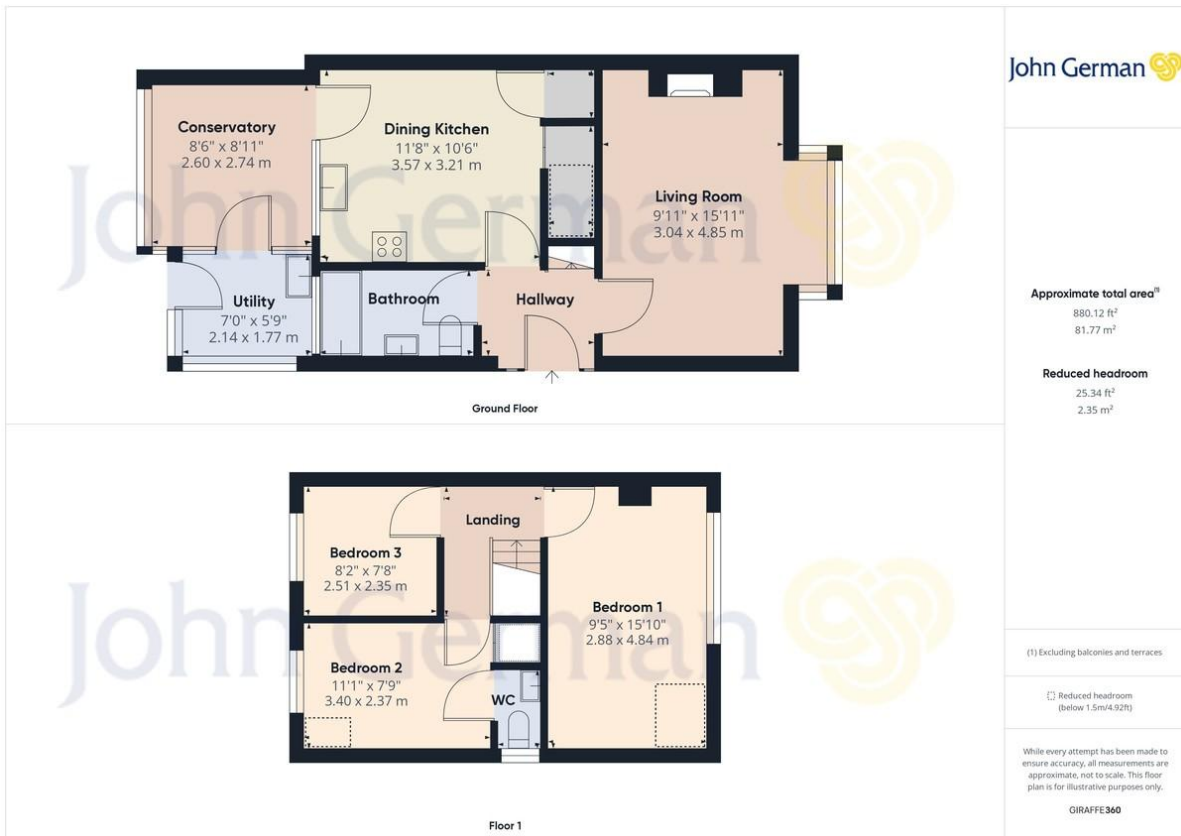 John German
Conservatory
8'6" x 8'11"
2.60 x 2.74 m
Dining Kitchen
11'8" x 10'6"
3.57 x 3.21 m
Living Room
9'11" x 15'11"
3.04 x 4.85 m
Utility
7'0" x 5'9"
2.14 x 1.77 m
Bathroom
Hallway
John German
Ground Floor
Landing
Bedroom 3
8'2" x 7'8"
2.51 x 2.35 m
Bedroom 1
9'5" x 15'10"
2.88 x 4.84 m
Bedroom 2
11'1" x 7'9"
3.40 x 2.37 m
WC
John German
Floor 1
Approximate total area(1)
880.12 ft²
81.77 m²
Reduced headroom
25.34 ft²
2.35 m²
(1) Excluding balconies and terraces
Reduced headroom
(below 1.5m/4.92ft)
While every attempt has been made to
ensure accuracy, all measurements are
approximate, not to scale. This floor
plan is for illustrative purposes only.
GIRAFFE360